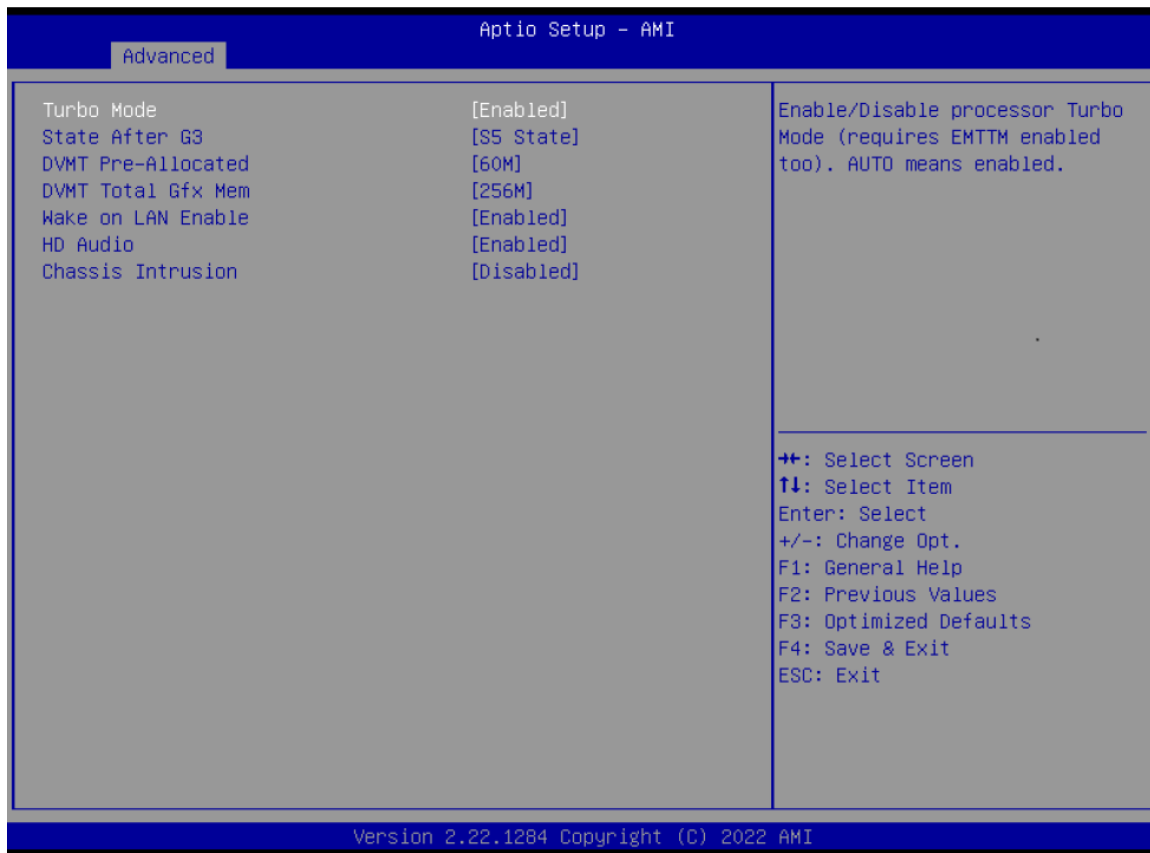 Aptio Setup - AMI
Advanced
Turbo Mode [Enabled]
State After G3 [S5 State]
DVMT Pre-Allocated [60M]
DVMT Total Gfx Mem [256M]
Wake on LAN Enable [Enabled]
HD Audio [Enabled]
Chassis Intrusion [Disabled]
Enable/Disable processor Turbo
Mode (requires EMTTM enabled
too). AUTO means enabled.
→←: Select Screen
↑↓: Select Item
Enter: Select
+/-: Change Opt.
F1: General Help
F2: Previous Values
F3: Optimized Defaults
F4: Save & Exit
ESC: Exit
Version 2.22.1284 Copyright (C) 2022 AMI